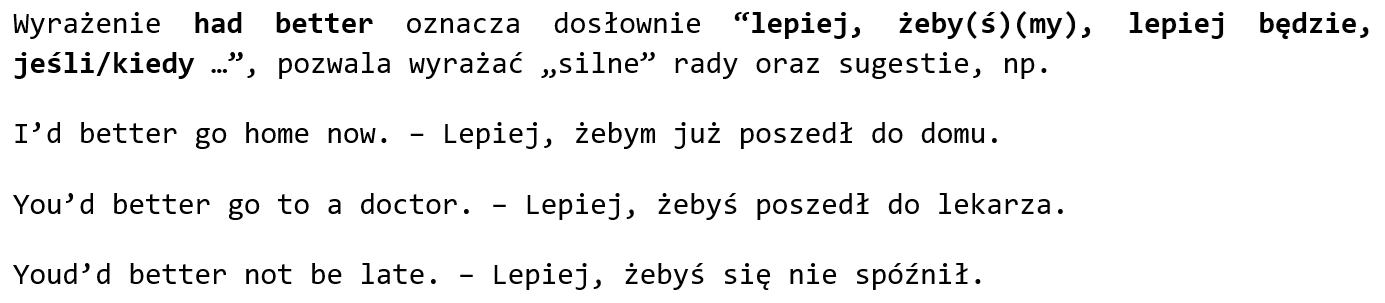 Wyrażenie had better oznacza dosłownie “lepiej, żeby(ś)(my), lepiej będzie,
jeśli/kiedy …”, pozwala wyrażać „silne” rady oraz sugestie, np.
I’d better go home now. – Lepiej, żebym już poszedł do domu.
You’d better go to a doctor. – Lepiej, żebyś poszedł do lekarza.
Youd’d better not be late. – Lepiej, żebyś się nie spóźnił.